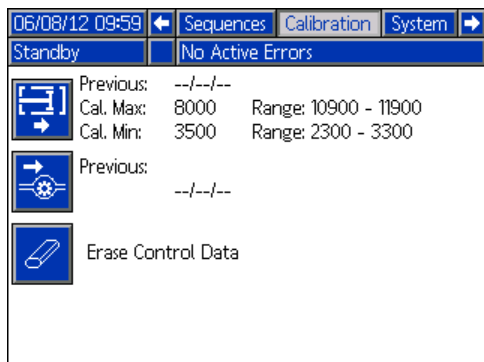 06/08/12 09:59 Sequences Calibration System
Standby No Active Errors
Previous: --/--/--
Cal. Max: 8000 Range: 10900 - 11900
Cal. Min: 3500 Range: 2300 - 3300
Previous:
--/--/--
Erase Control Data